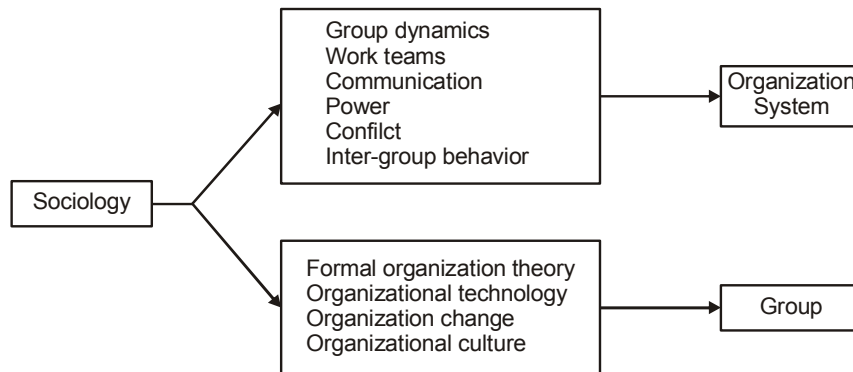 Group dynamics
Work teams
Communication
Power
Confilct
Inter-group behavior
Organization
System
Sociology
Formal organization theory
Organizational technology
Organization change
Organizational culture
Group